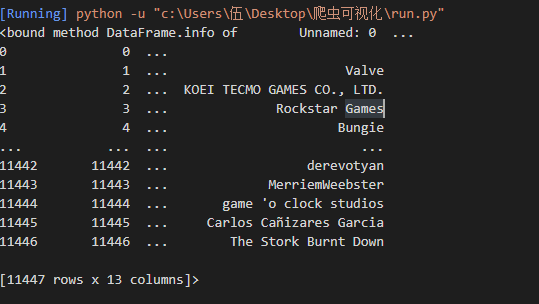 [Running] python -u "c:\Users\伍\Desktop\爬虫可视化\run.py"
<bound method DataFrame.info of        Unnamed: 0  ...
0               0  ...
1               1  ...                     Valve
2               2  ...  KOEI TECMO GAMES CO., LTD.
3               3  ...            Rockstar Games
4               4  ...                    Bungie
...           ...  ...                       ...
11442       11442  ...                derevotyan
11443       11443  ...           MerriemWeebster
11444       11444  ...     game 'o clock studios
11445       11445  ...   Carlos Cañizares Garcia
11446       11446  ...      The Stork Burnt Down
[11447 rows x 13 columns]>